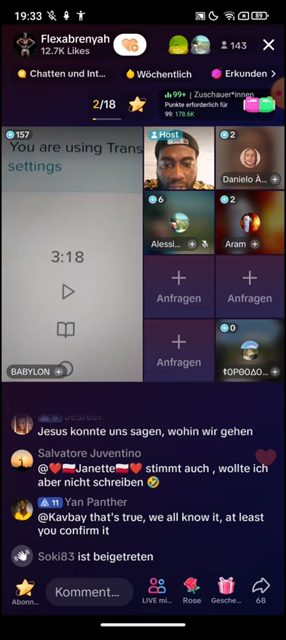 19:33
89
Flexabrenyah
12.7K Likes
143
Chatten und Int...
Wöchentlich
Erkunden
2/18
99+ | Zuschauer*innen
Punkte erforderlich für
99: 178.6K
157
You are using Trans
settings
3:18
BABYLON
Host
2
Danielo À...
6
Alessi...
2
Aram
Anfragen
Anfragen
Anfragen
0
Jesus konnte uns sagen, wohin wir gehen
Salvatore Juventino
@❤️🇵🇱Janette🇵🇱❤️ stimmt auch , wollte ich
aber nicht schreiben 🤣
11 Yan Panther
@Kavbay that's true, we all know it, at least
you confirm it
Soki83 ist beigetreten
Abonn...
Komment...
LIVE mi...
Rose
Gesche...
68